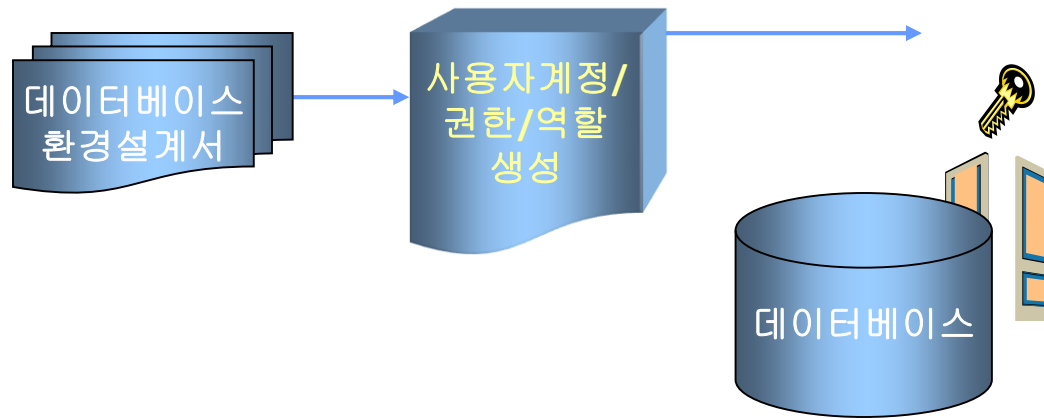 데이터베이스
환경설계서
사용자계정/
권한/역할
생성
데이터베이스